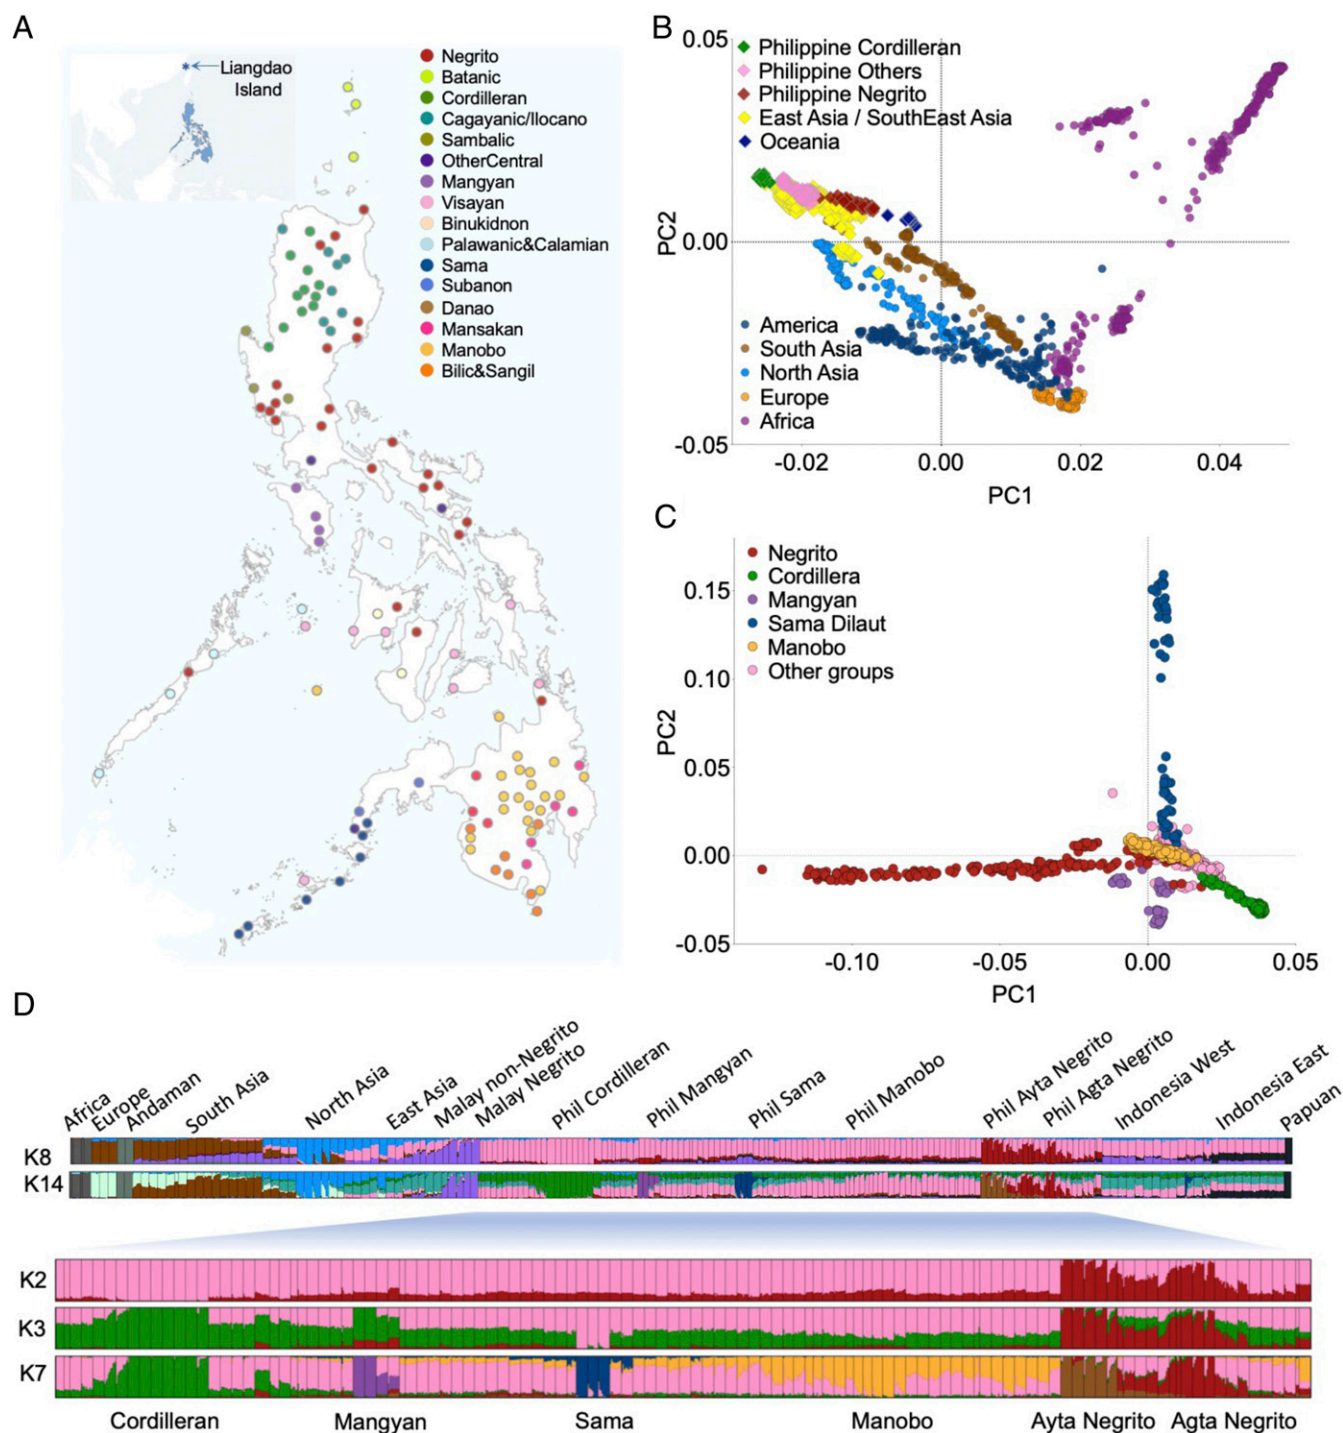 A
Liangdao
Island
Negrito
Batanic
Cordilleran
Cagayanic/Ilocano
Sambalic
OtherCentral
Mangyan
Visayan
Binukidnon
Palawanic&Calamian
Sama
Subanon
Danao
Mansakan
Manobo
Bilic&Sangil
B
0.05
0.00
-0.05
PC2
Philippine Cordilleran
Philippine Others
Philippine Negrito
East Asia / SouthEast Asia
Oceania
America
South Asia
North Asia
Europe
Africa
-0.02
0.00
0.02
0.04
PC1
C
0.15
0.10
0.05
0.00
-0.05
PC2
Negrito
Cordillera
Mangyan
Sama Dilaut
Manobo
Other groups
-0.10
-0.05
0.00
0.05
PC1
D
Africa
Europe
Andaman
South Asia
North Asia
East Asia
Malay non-Negrito
Malay Negrito
Phil Cordilleran
Phil Mangyan
Phil Sama
Phil Manobo
Phil Ayta Negrito
Phil Agta Negrito
Indonesia West
Indonesia East
Papuan
K8
K14
K2
K3
K7
Cordilleran
Mangyan
Sama
Manobo
Ayta Negrito
Agta Negrito